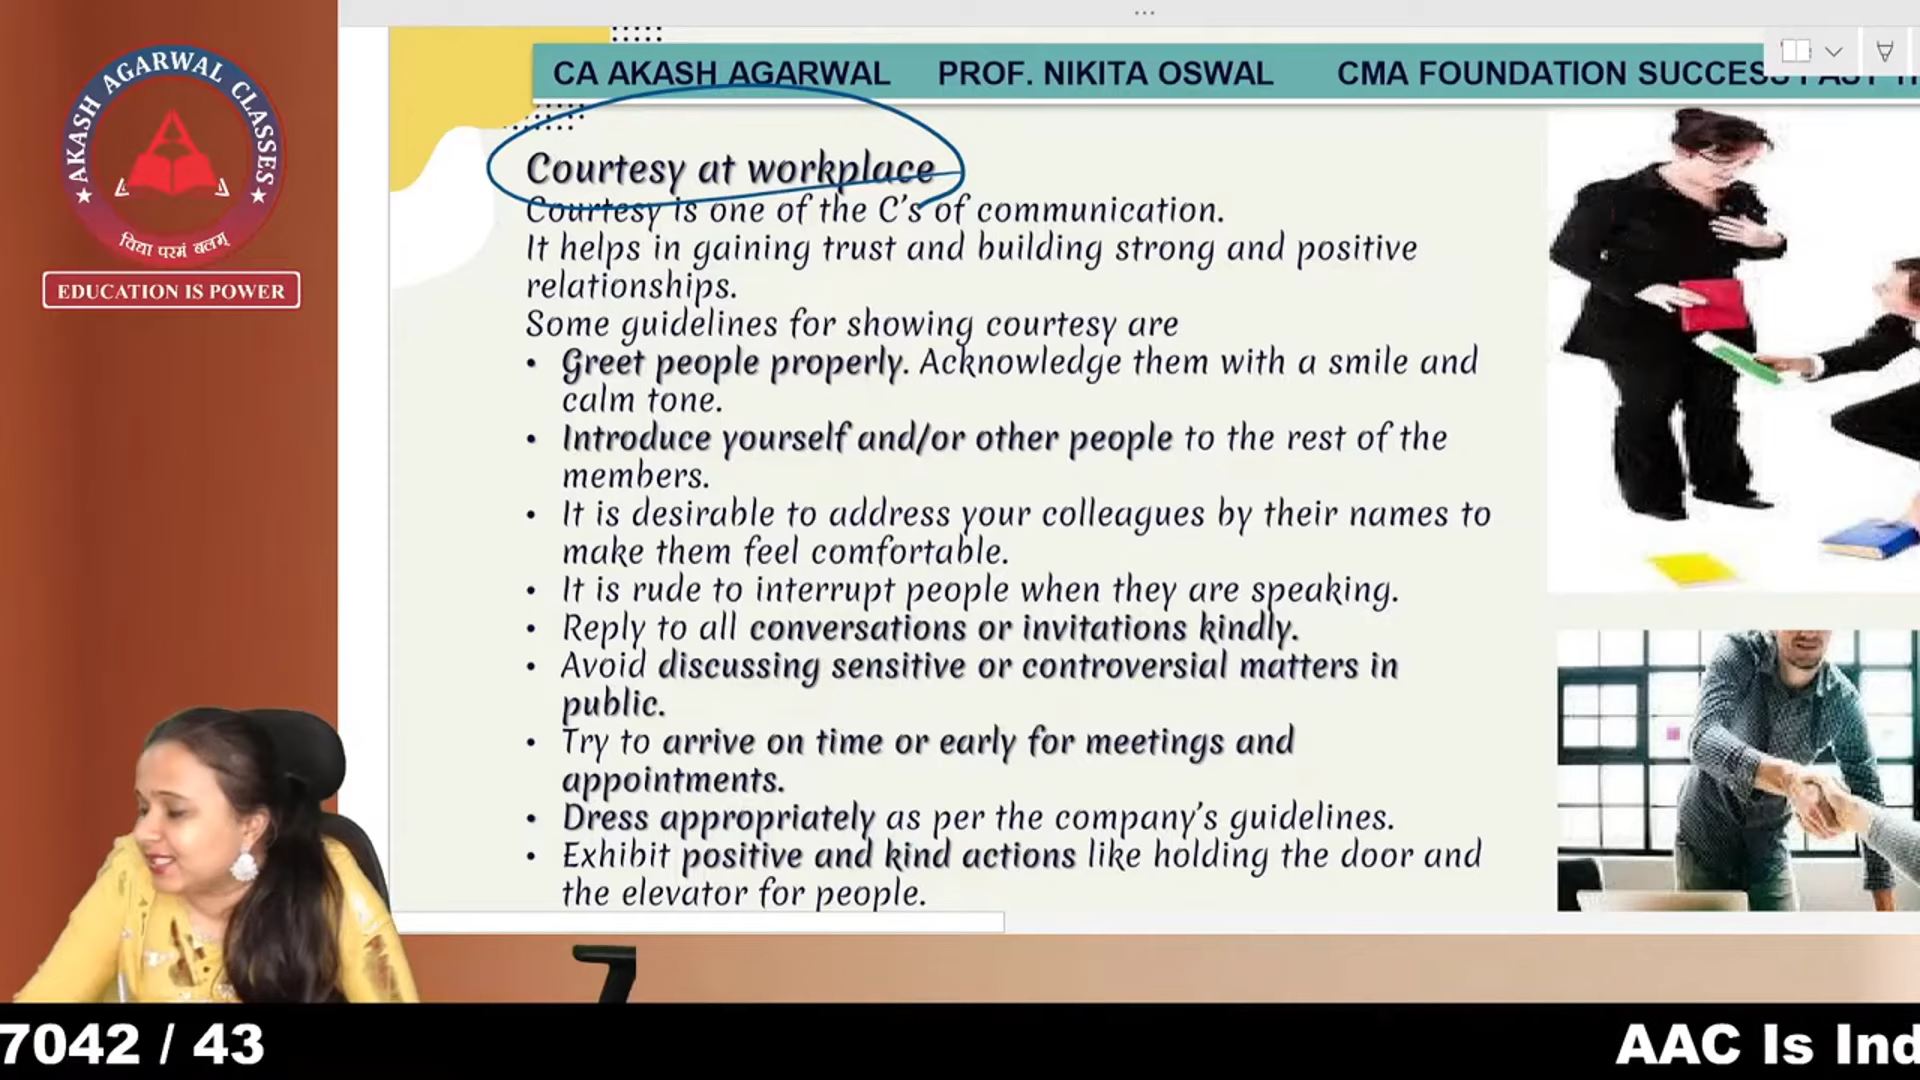 AKASH AGARWAL CLASSES
विद्या परमं बलम्
EDUCATION IS POWER
CA AKASH AGARWAL PROF. NIKITA OSWAL CMA FOUNDATION SUCCESS FAST
Courtesy at workplace
Courtesy is one of the C's of communication.
It helps in gaining trust and building strong and positive
relationships.
Some guidelines for showing courtesy are
• Greet people properly. Acknowledge them with a smile and
calm tone.
• Introduce yourself and/or other people to the rest of the
members.
• It is desirable to address your colleagues by their names to
make them feel comfortable.
• It is rude to interrupt people when they are speaking.
• Reply to all conversations or invitations kindly.
• Avoid discussing sensitive or controversial matters in
public.
• Try to arrive on time or early for meetings and
appointments.
• Dress appropriately as per the company's guidelines.
• Exhibit positive and kind actions like holding the door and
the elevator for people.
7042 / 43
AAC Is Ind